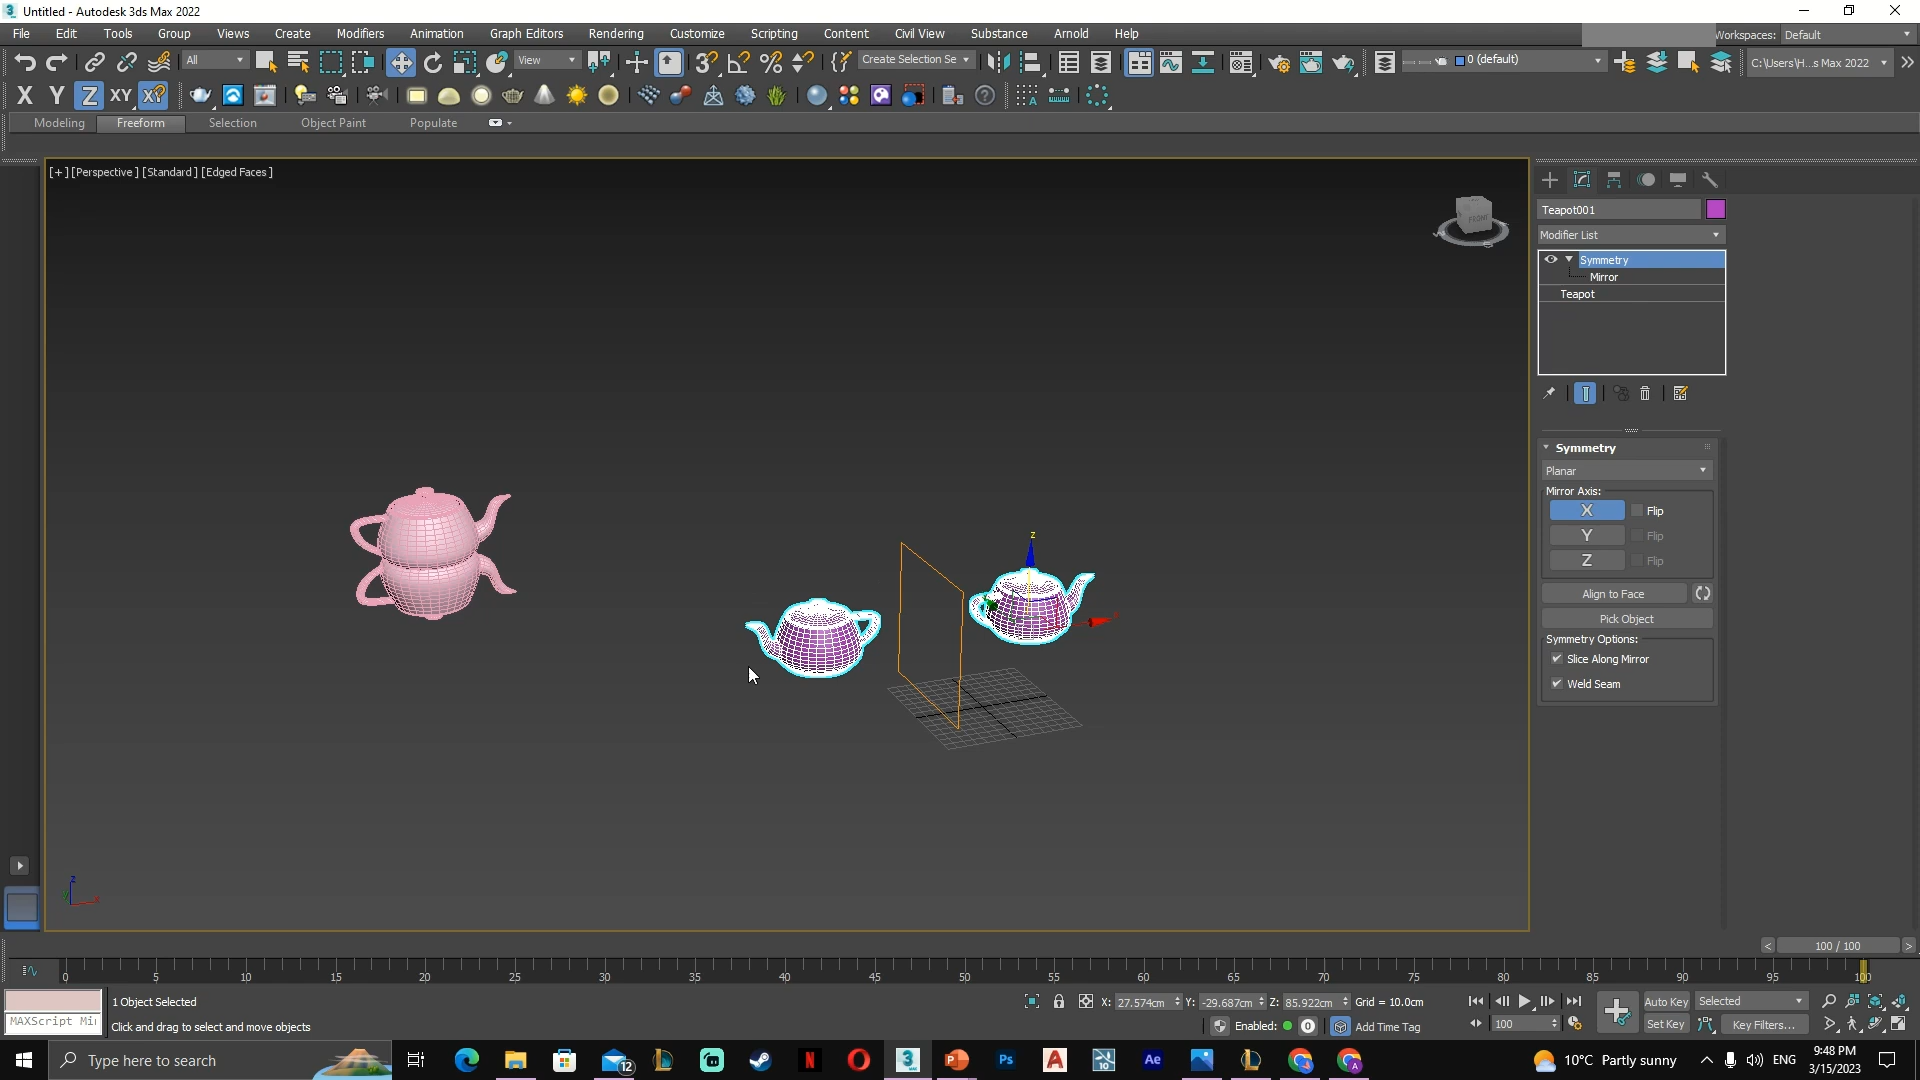 Untitled - Autodesk 3ds Max 2022
File Edit Tools Group Views Create Modifiers Animation Graph Editors Rendering Customize Scripting Content Civil View Substance Arnold Help
Workspaces: Default
All View Create Selection Se 0 (default) C:\Users\H...s Max 2022
X Y Z XY
Modeling Freeform Selection Object Paint Populate
[+] [Perspective] [Standard] [Edged Faces]
FRONT
Teapot001
Modifier List
Symmetry
Mirror
Teapot
Symmetry
Planar
Mirror Axis:
X Flip
Y Flip
Z Flip
Align to Face
Pick Object
Symmetry Options:
Slice Along Mirror
Weld Seam
z
z
x
100 / 100
0 5 10 15 20 25 30 35 40 45 50 55 60 65 70 75 80 85 90 95 100
1 Object Selected
X: 27.574cm Y: -29.687cm Z: 85.922cm Grid = 10.0cm
Auto Key Selected
MAXScript Mi
Click and drag to select and move objects
Enabled: 0 Add Time Tag
100
Set Key Key Filters...
Type here to search
12
Ps
Ae
10°C Partly sunny
ENG
9:48 PM
3/15/2023